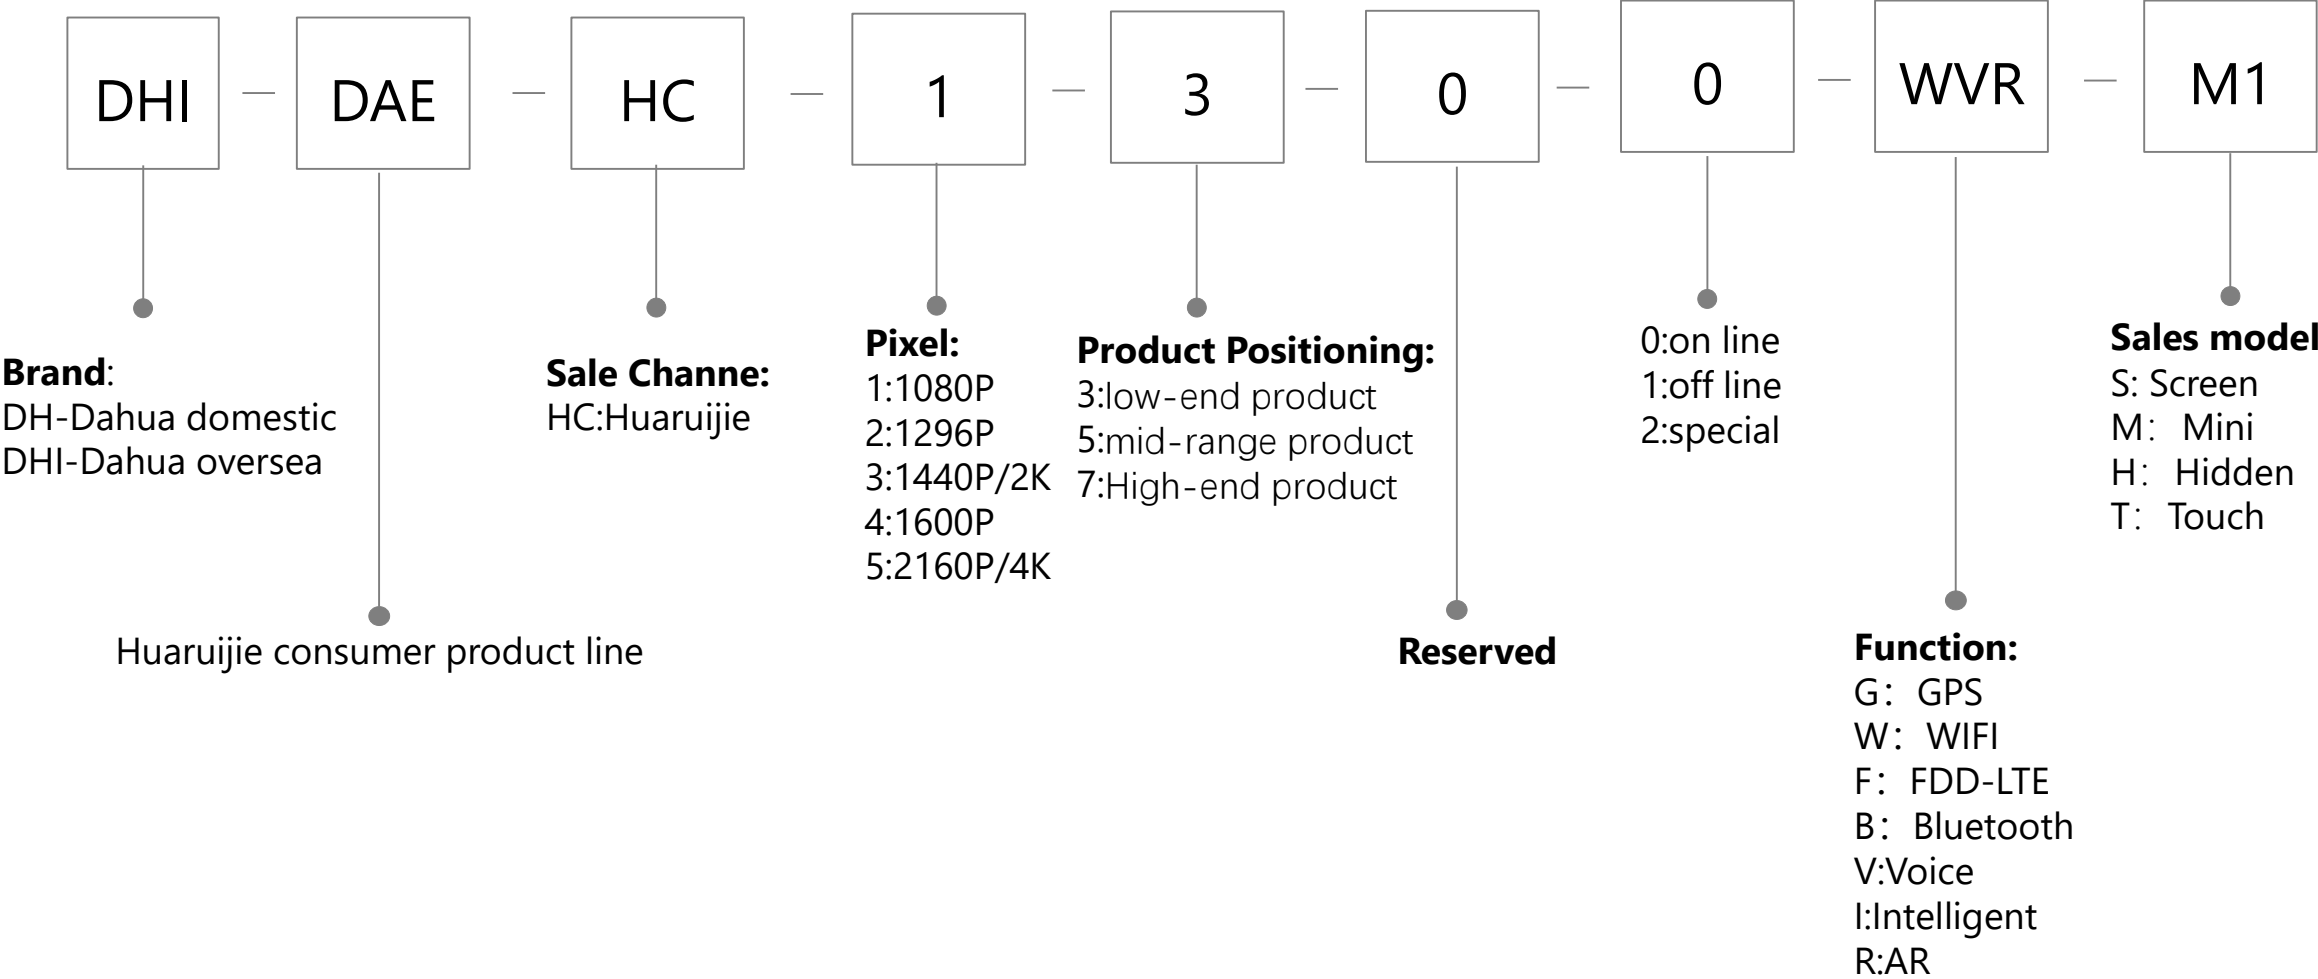 DHI — DAE — HC — 1 — 3 — 0 — 0 — WVR — M1
Brand:
DH-Dahua domestic
DHI-Dahua oversea
Huaruijie consumer product line
Sale Channe:
HC:Huaruijie
Pixel:
1:1080P
2:1296P
3:1440P/2K
4:1600P
5:2160P/4K
Product Positioning:
3:low-end product
5:mid-range product
7:High-end product
Reserved
0:on line
1:off line
2:special
Function:
G： GPS
W： WIFI
F： FDD-LTE
B： Bluetooth
V:Voice
I:Intelligent
R:AR
Sales model
S: Screen
M： Mini
H： Hidden
T： Touch